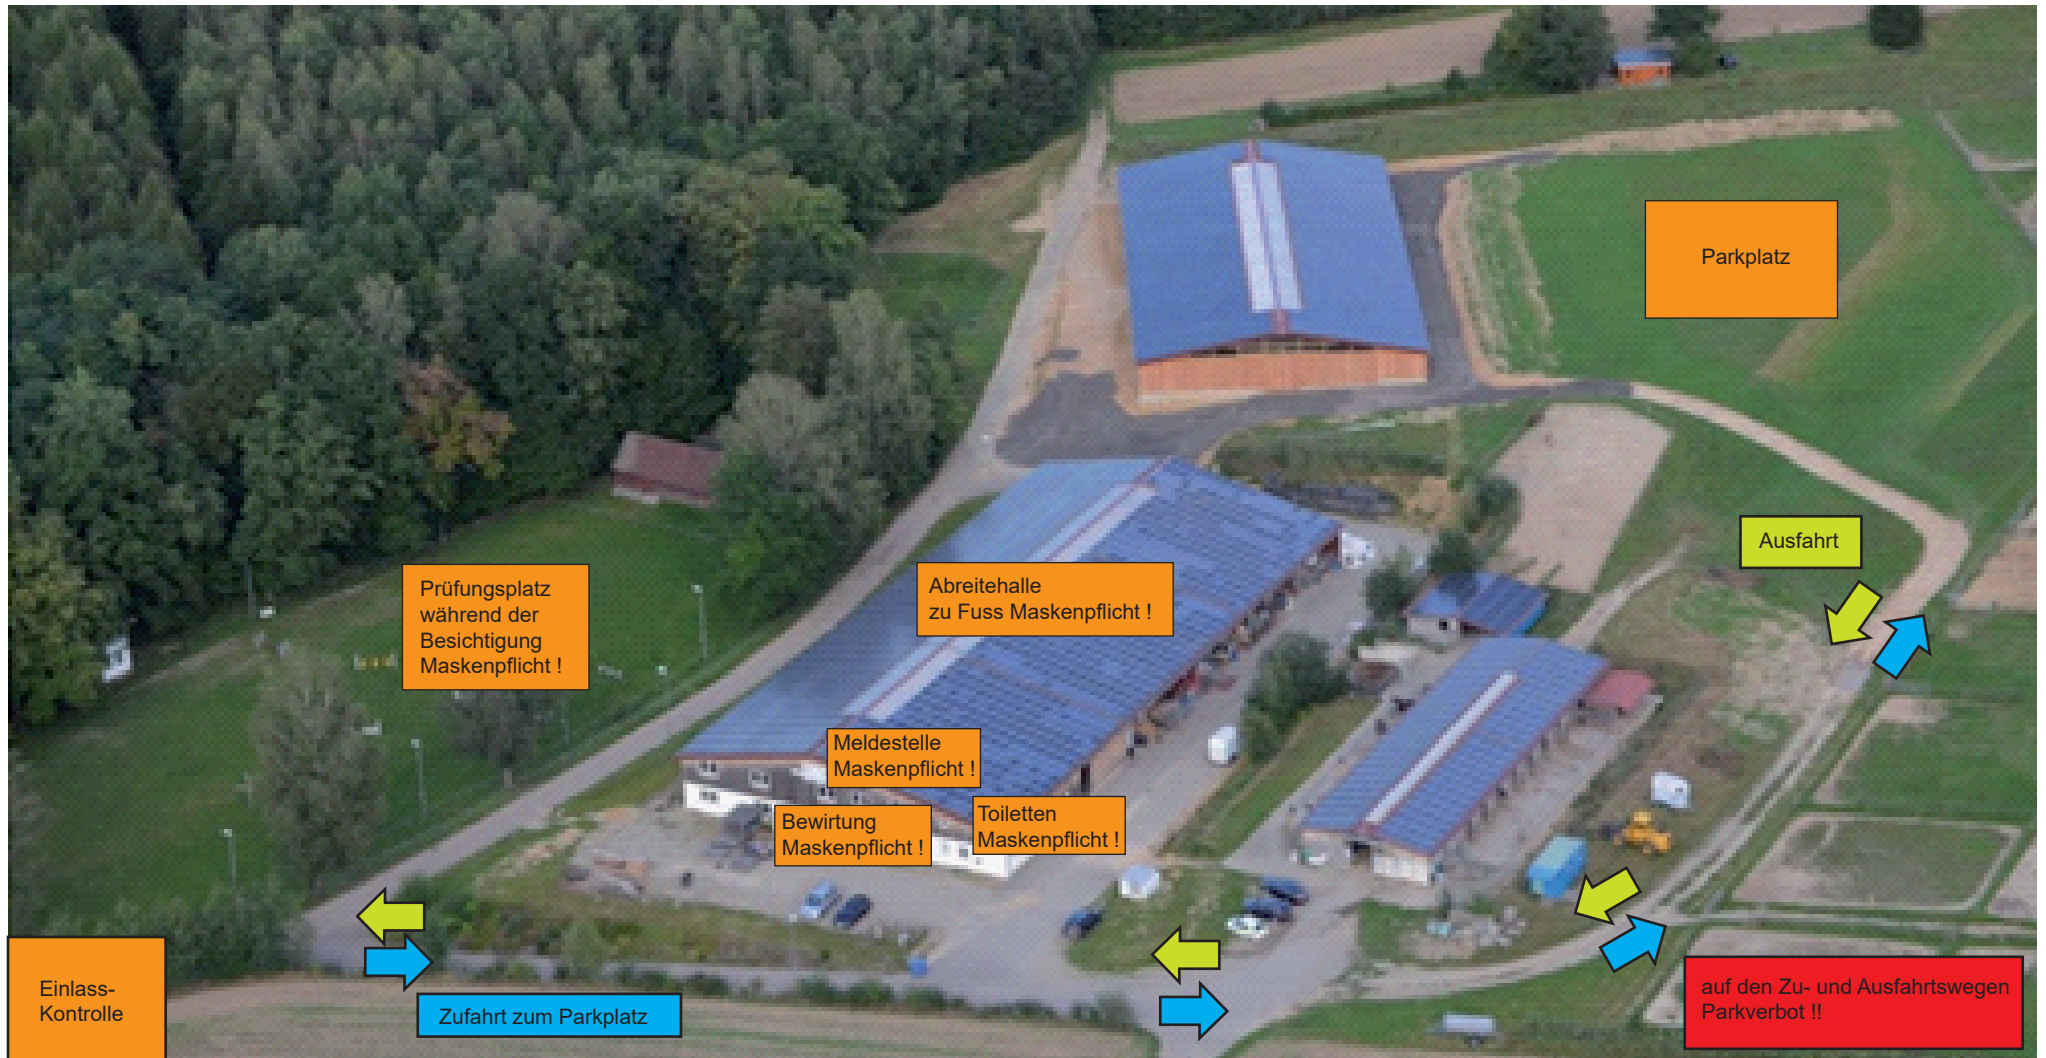 Parkplatz
Ausfahrt
Prüfungsplatz
während der
Besichtigung
Maskenpflicht !
Abreitehalle
zu Fuss Maskenpflicht !
Meldestelle
Maskenpflicht !
Bewirtung
Maskenpflicht !
Toiletten
Maskenpflicht !
Einlass-
Kontrolle
Zufahrt zum Parkplatz
auf den Zu- und Ausfahrtswegen
Parkverbot !!